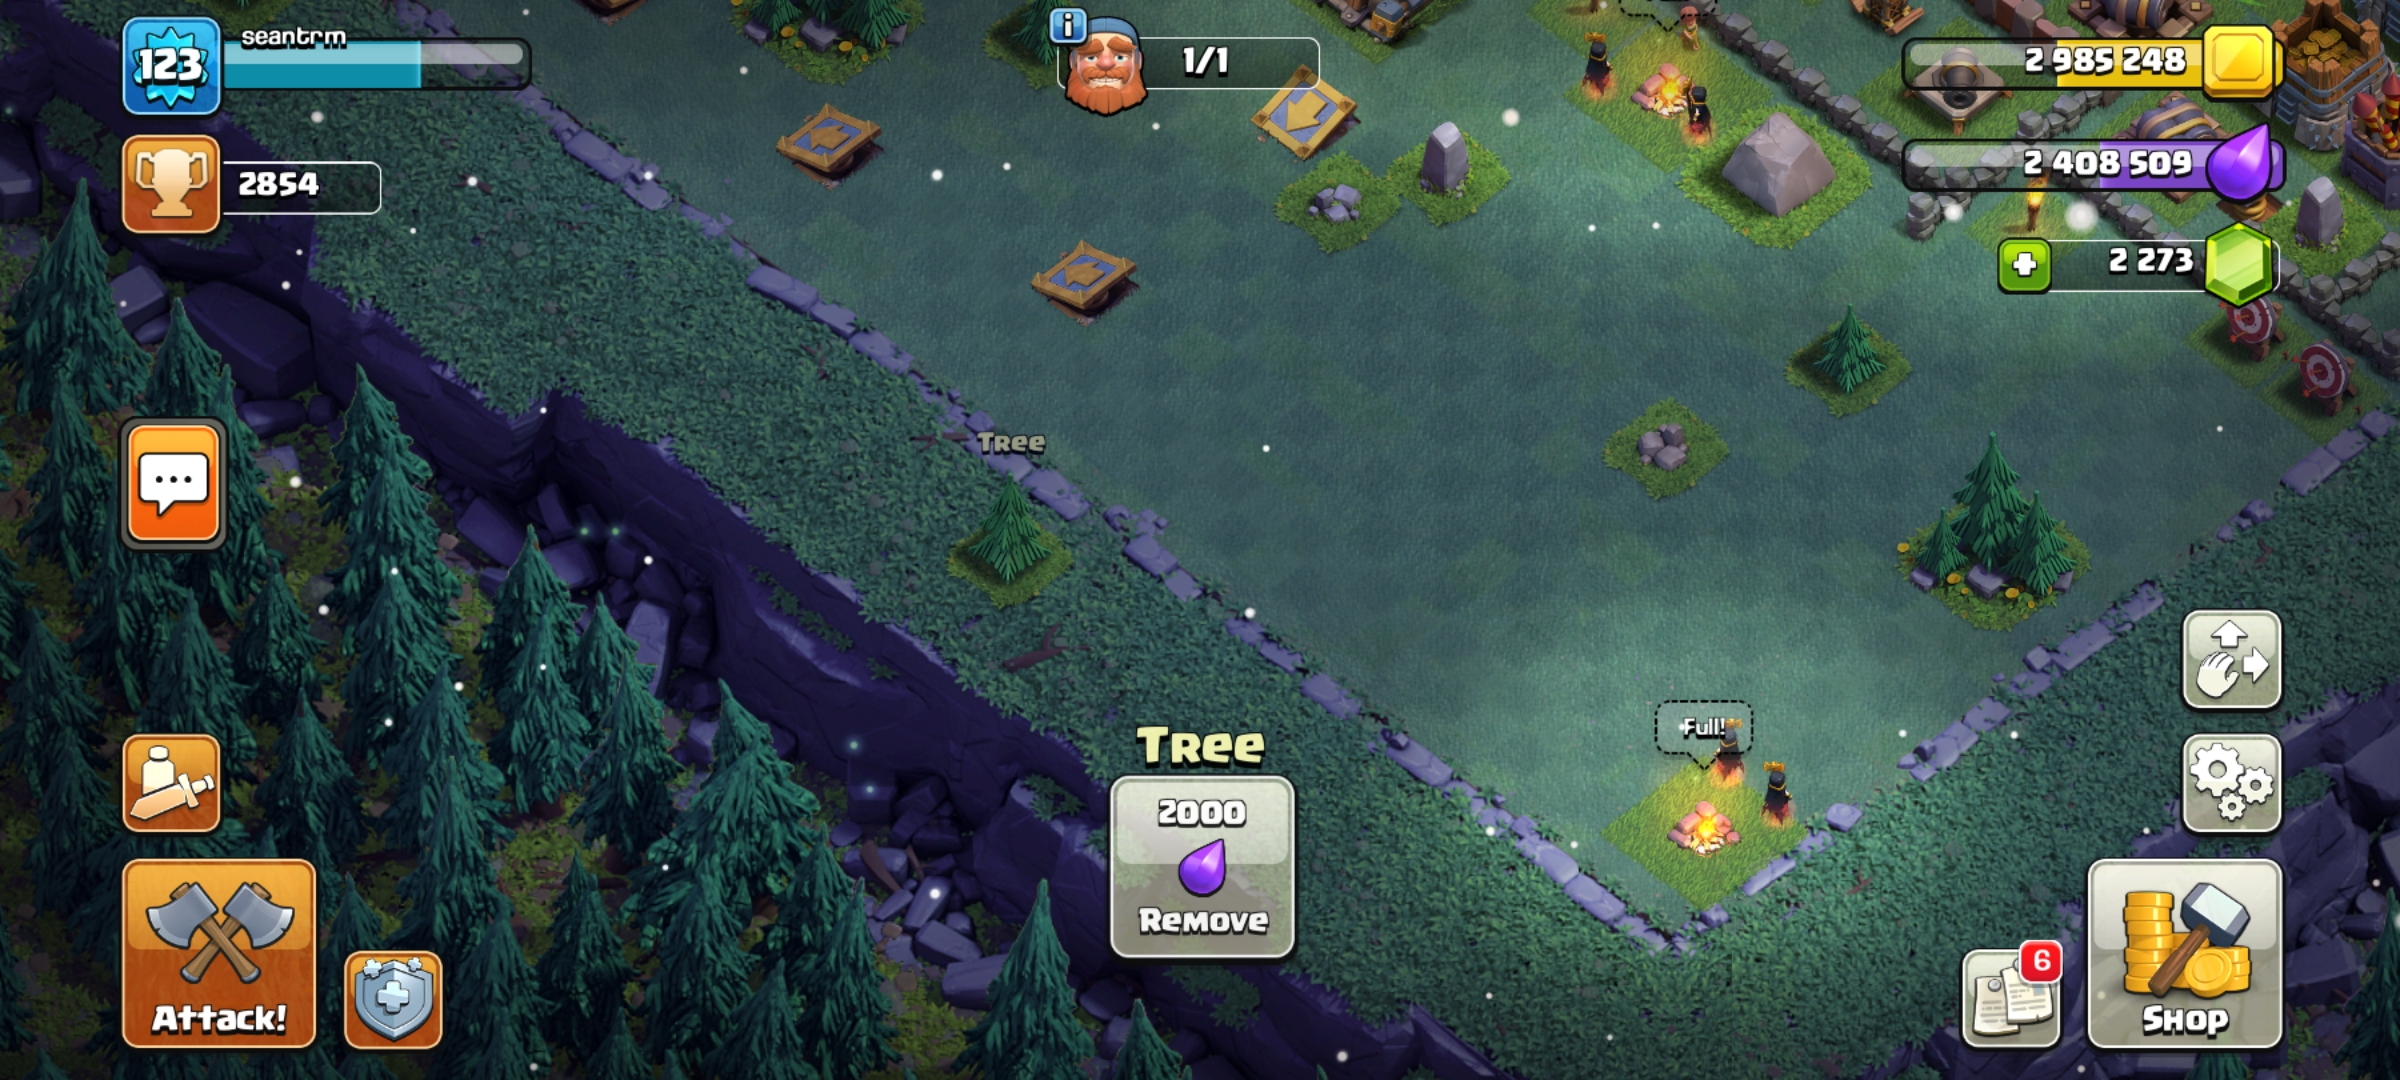 123
seantrm
1/1
2 985 248
2854
2 408 509
2 273
Tree
Full!
Tree
2000
Remove
Attack!
6
Shop